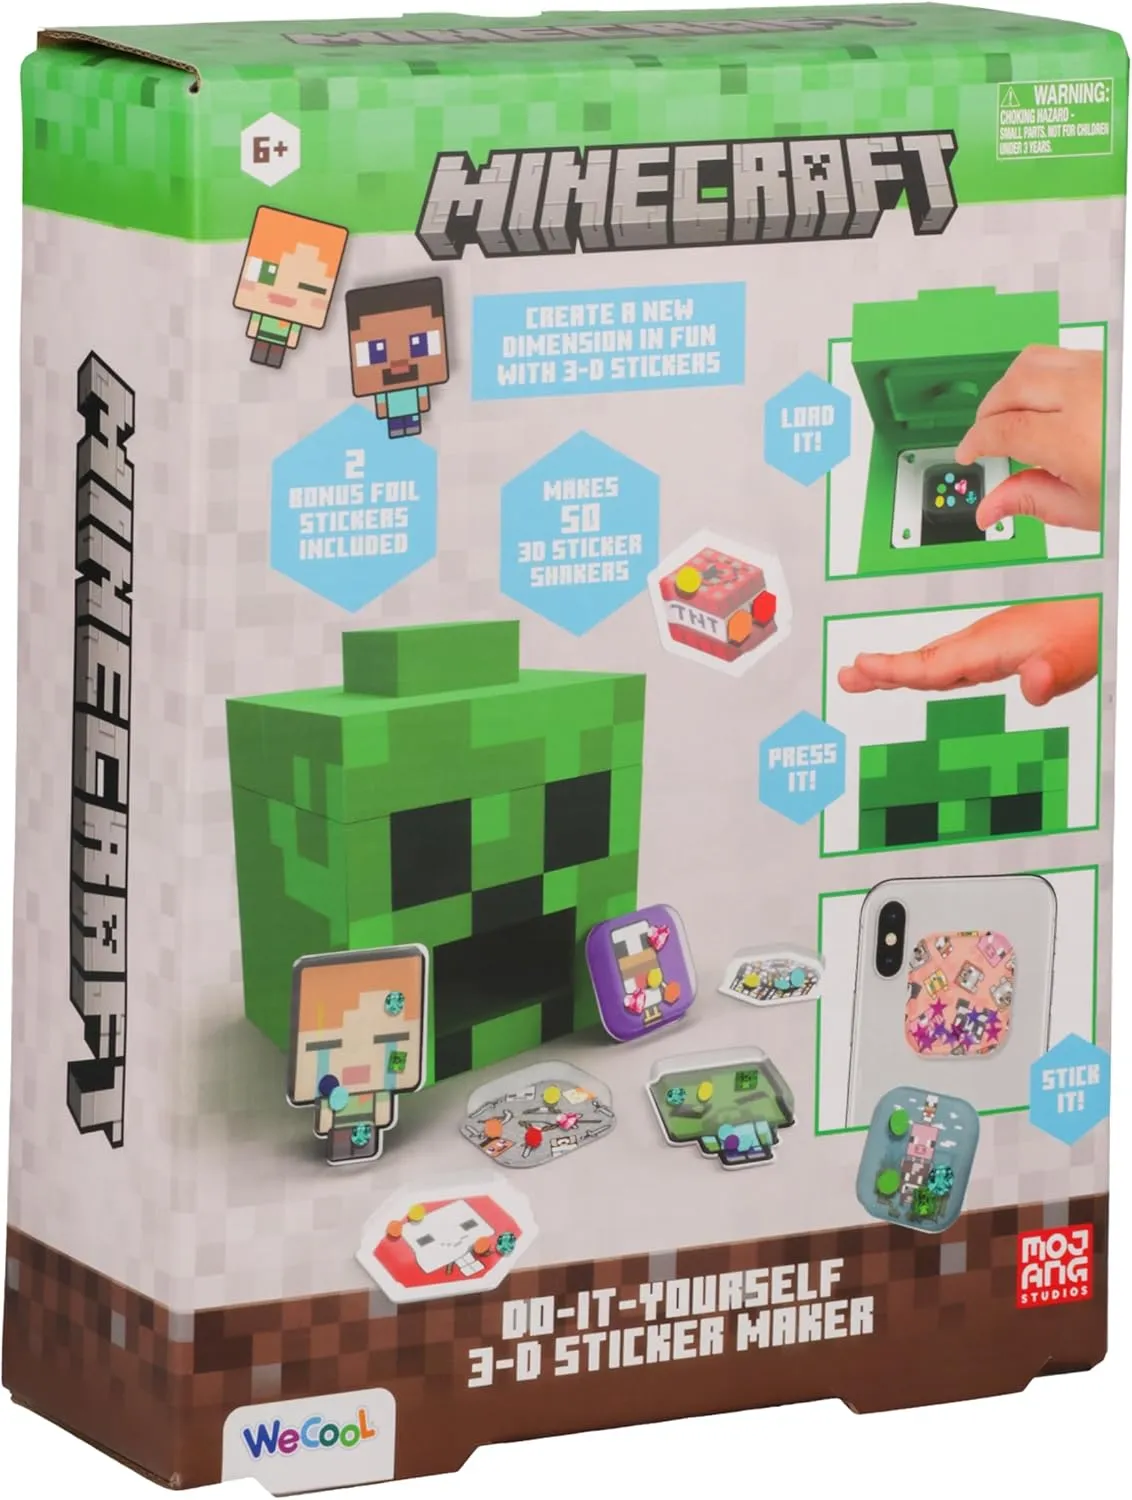 MINECRAFT
WARNING:
CHOKING HAZARD -
SMALL PARTS. NOT FOR CHILDREN
UNDER 3 YEARS.
6+
MINECRAFT
CREATE A NEW
DIMENSION IN FUN
WITH 3-D STICKERS
LOAD
IT!
2
BONUS FOIL
STICKERS
INCLUDED
MAKES
50
3D STICKER
SHAKERS
TNT
PRESS
IT!
MINECRAFT
STICK
IT!
MOJ
ANG
STUDIOS
DO-IT-YOURSELF
3-D STICKER MAKER
WeCool